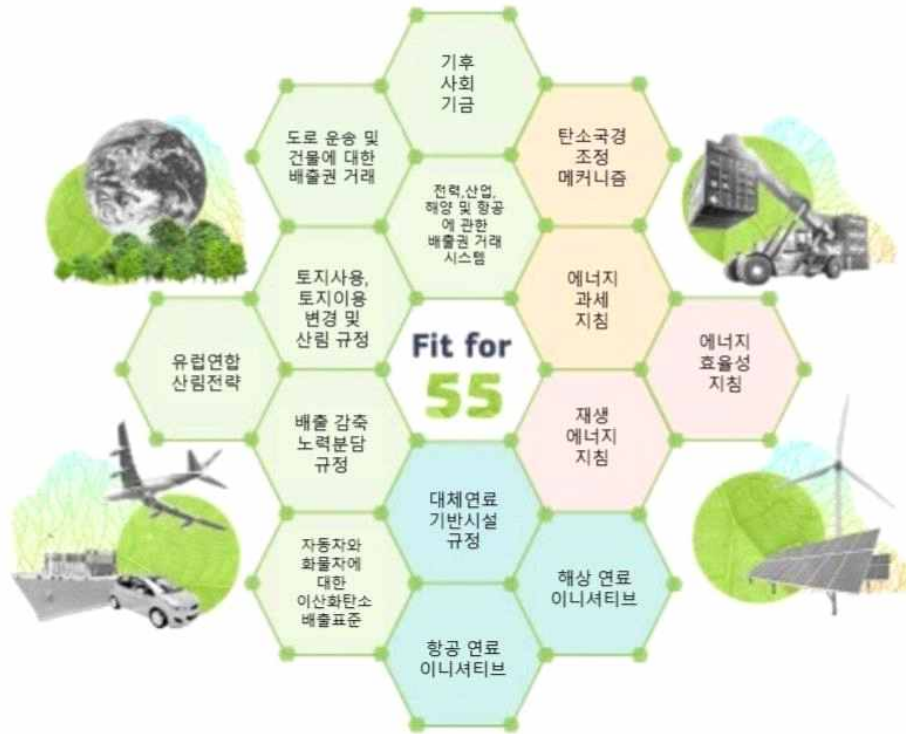 기후
사회
기금
도로 운송 및
건물에 대한
배출권 거래
탄소국경
조정
메커니즘
전력,산업,
해양 및 항공
에 관한
배출권 거래
시스템
토지사용,
토지이용
변경 및
산림 규정
에너지
과세
지침
유럽연합
산림전략
Fit for
55
에너지
효율성
지침
배출 감축
노력분담
규정
재생
에너지
지침
대체연료
기반시설
규정
자동차와
화물자에
대한
이산화탄소
배출표준
해상 연료
이니셔티브
항공 연료
이니셔티브